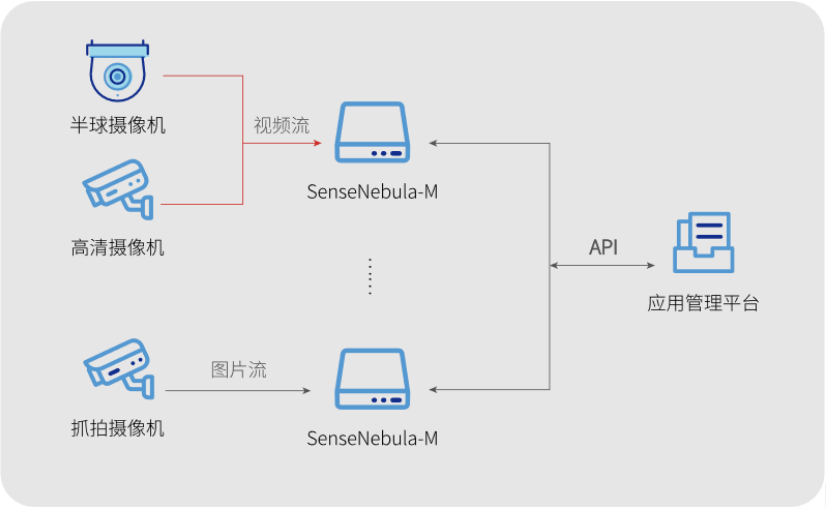 半球摄像机
视频流
SenseNebula-M
高清摄像机
API
应用管理平台
图片流
抓拍摄像机
SenseNebula-M